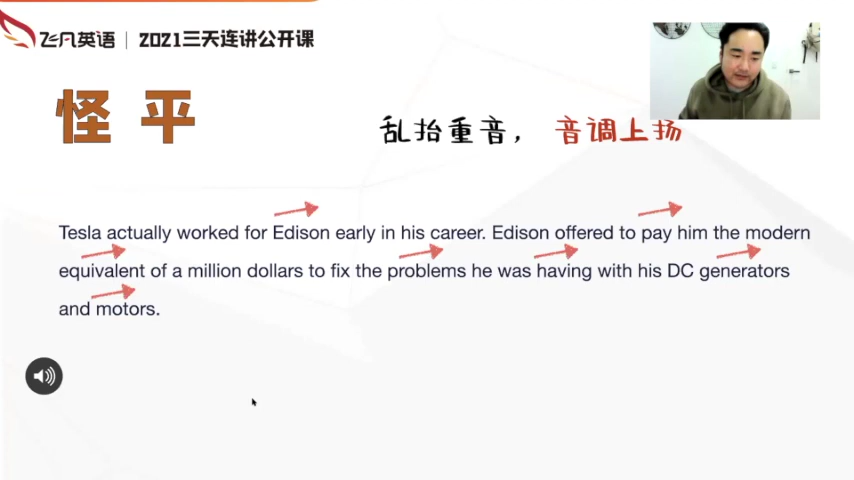 飞凡英语 | 2021三天连讲公开课
怪 平
乱抬重音， 音调上扬
Tesla actually worked for Edison early in his career. Edison offered to pay him the modern
equivalent of a million dollars to fix the problems he was having with his DC generators
and motors.